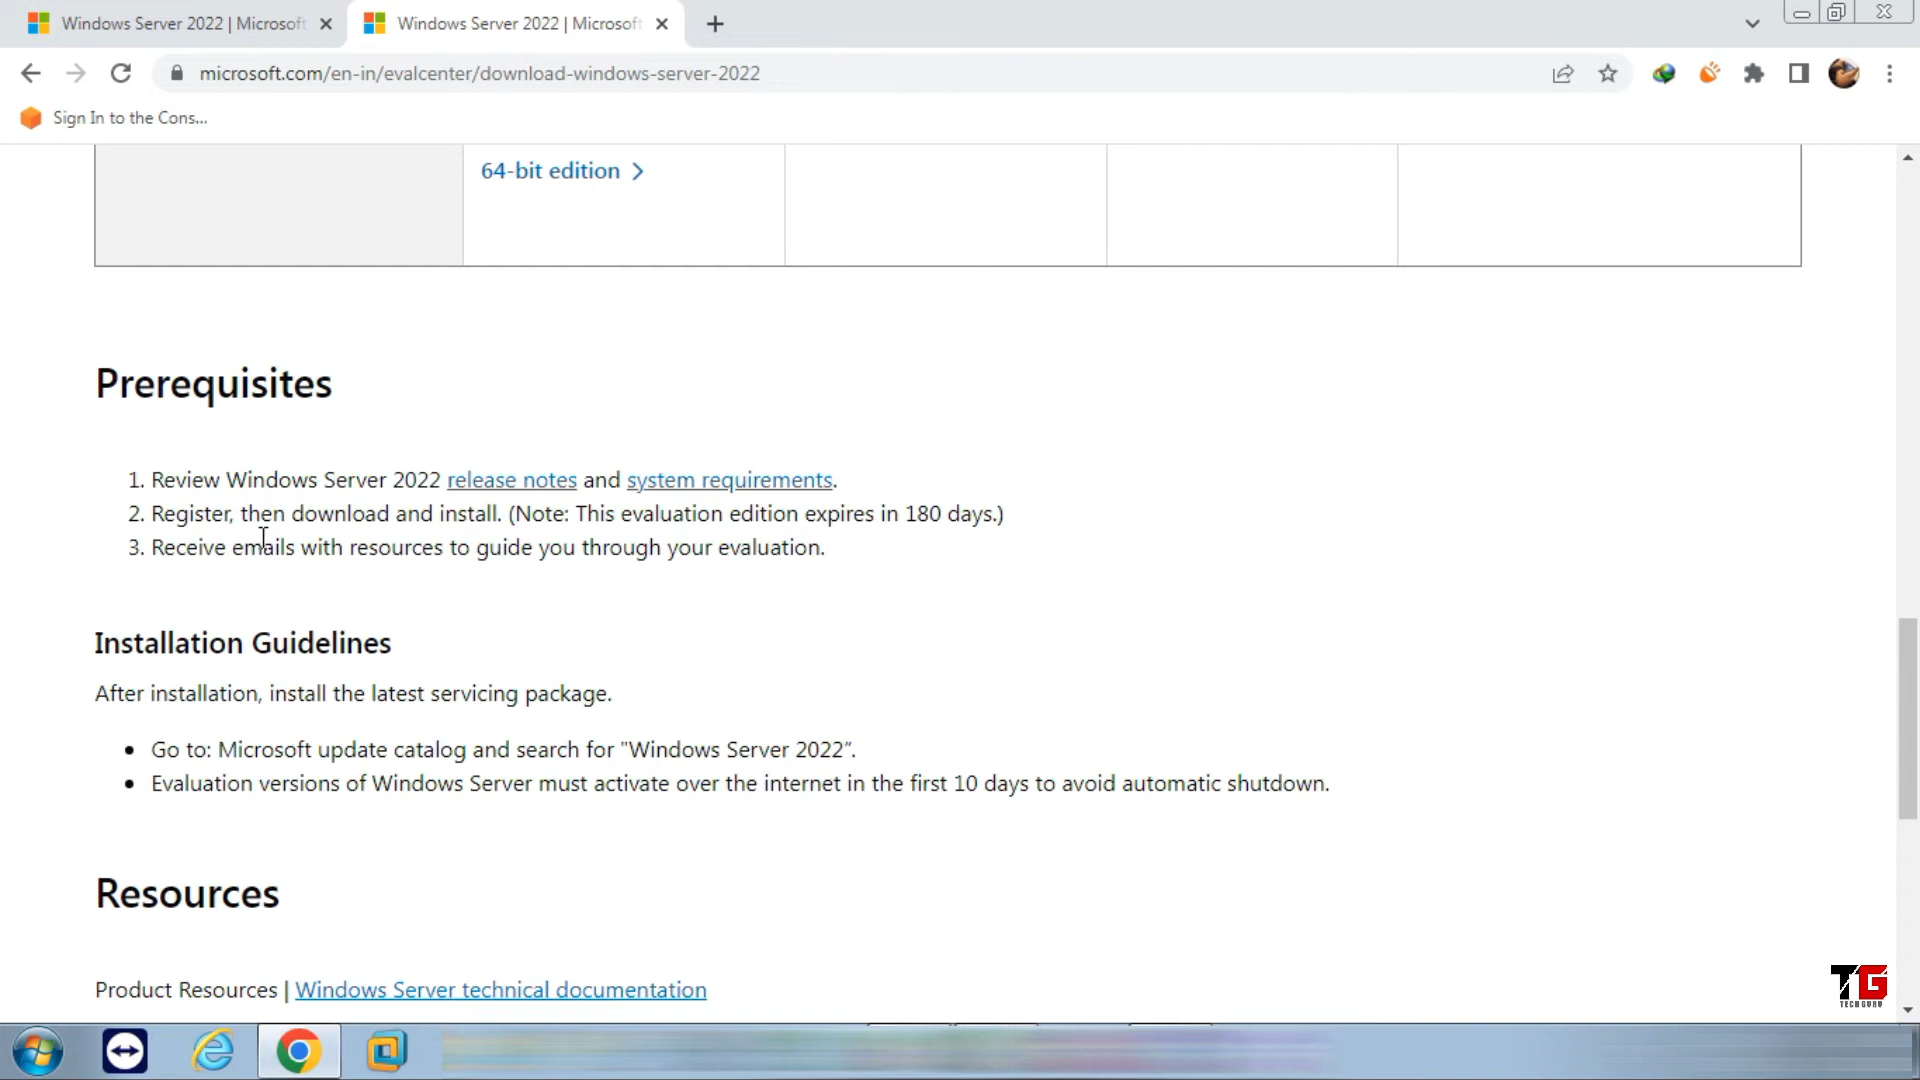 Windows Server 2022 | Microsoft
Windows Server 2022 | Microsoft
microsoft.com/en-in/evalcenter/download-windows-server-2022
Sign In to the Cons...
64-bit edition
Prerequisites
1. Review Windows Server 2022 release notes and system requirements.
2. Register, then download and install. (Note: This evaluation edition expires in 180 days.)
3. Receive emails with resources to guide you through your evaluation.
Installation Guidelines
After installation, install the latest servicing package.
• Go to: Microsoft update catalog and search for "Windows Server 2022”.
• Evaluation versions of Windows Server must activate over the internet in the first 10 days to avoid automatic shutdown.
Resources
Product Resources | Windows Server technical documentation
TG
TECH GURU